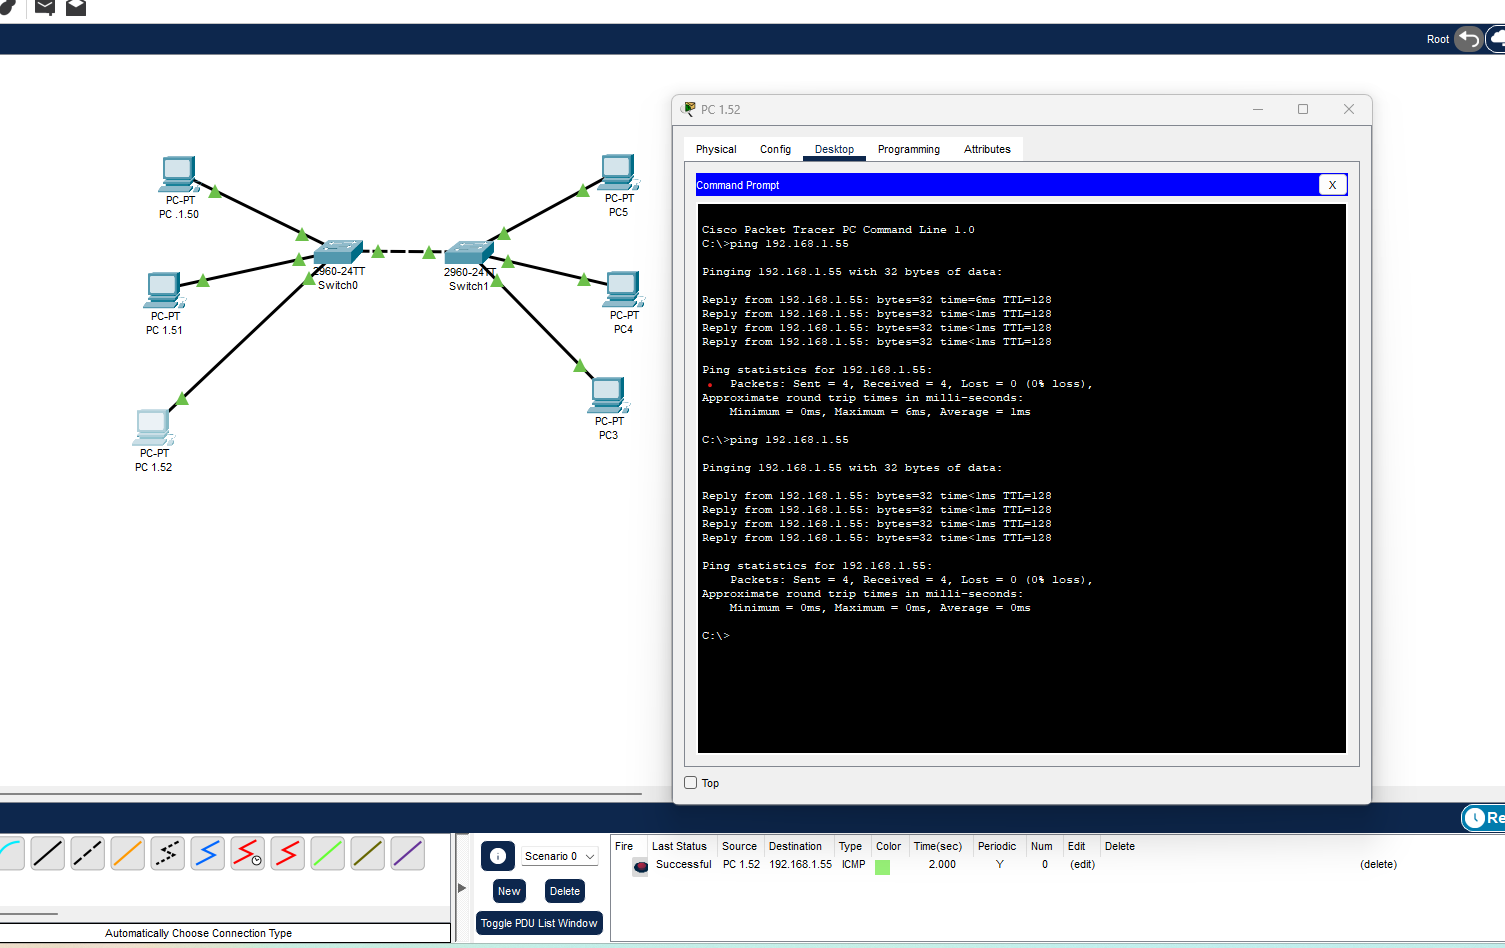 Root
PC-PT
PC .1.50
PC-PT
PC 1.51
PC-PT
PC 1.52
2960-24TT
Switch0
2960-24TT
Switch1
PC-PT
PC5
PC-PT
PC4
PC-PT
PC3
PC 1.52
Physical Config Desktop Programming Attributes
Command Prompt X
Cisco Packet Tracer PC Command Line 1.0
C:\>ping 192.168.1.55
Pinging 192.168.1.55 with 32 bytes of data:
Reply from 192.168.1.55: bytes=32 time=6ms TTL=128
Reply from 192.168.1.55: bytes=32 time<1ms TTL=128
Reply from 192.168.1.55: bytes=32 time<1ms TTL=128
Reply from 192.168.1.55: bytes=32 time<1ms TTL=128
Ping statistics for 192.168.1.55:
Packets: Sent = 4, Received = 4, Lost = 0 (0% loss),
Approximate round trip times in milli-seconds:
Minimum = 0ms, Maximum = 6ms, Average = 1ms
C:\>ping 192.168.1.55
Pinging 192.168.1.55 with 32 bytes of data:
Reply from 192.168.1.55: bytes=32 time<1ms TTL=128
Reply from 192.168.1.55: bytes=32 time<1ms TTL=128
Reply from 192.168.1.55: bytes=32 time<1ms TTL=128
Reply from 192.168.1.55: bytes=32 time<1ms TTL=128
Ping statistics for 192.168.1.55:
Packets: Sent = 4, Received = 4, Lost = 0 (0% loss),
Approximate round trip times in milli-seconds:
Minimum = 0ms, Maximum = 0ms, Average = 0ms
C:\>
Top
Re
Automatically Choose Connection Type
Scenario 0
New Delete
Toggle PDU List Window
Fire Last Status Source Destination Type Color Time(sec) Periodic Num Edit Delete
Successful PC 1.52 192.168.1.55 ICMP 2.000 Y 0 (edit) (delete)